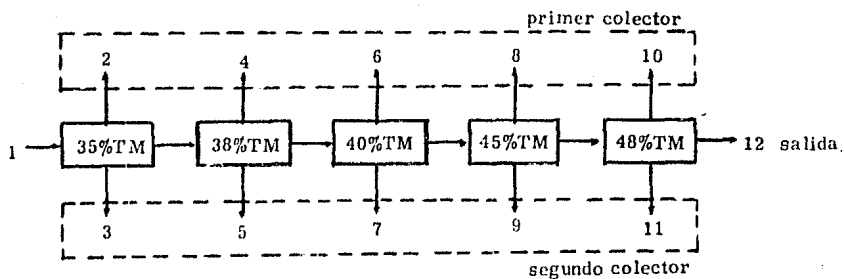 primer colector
2 4 6 8 10
1 35%TM 38%TM 40%TM 45%TM 48%TM 12 salida
3 5 7 9 11
segundo colector